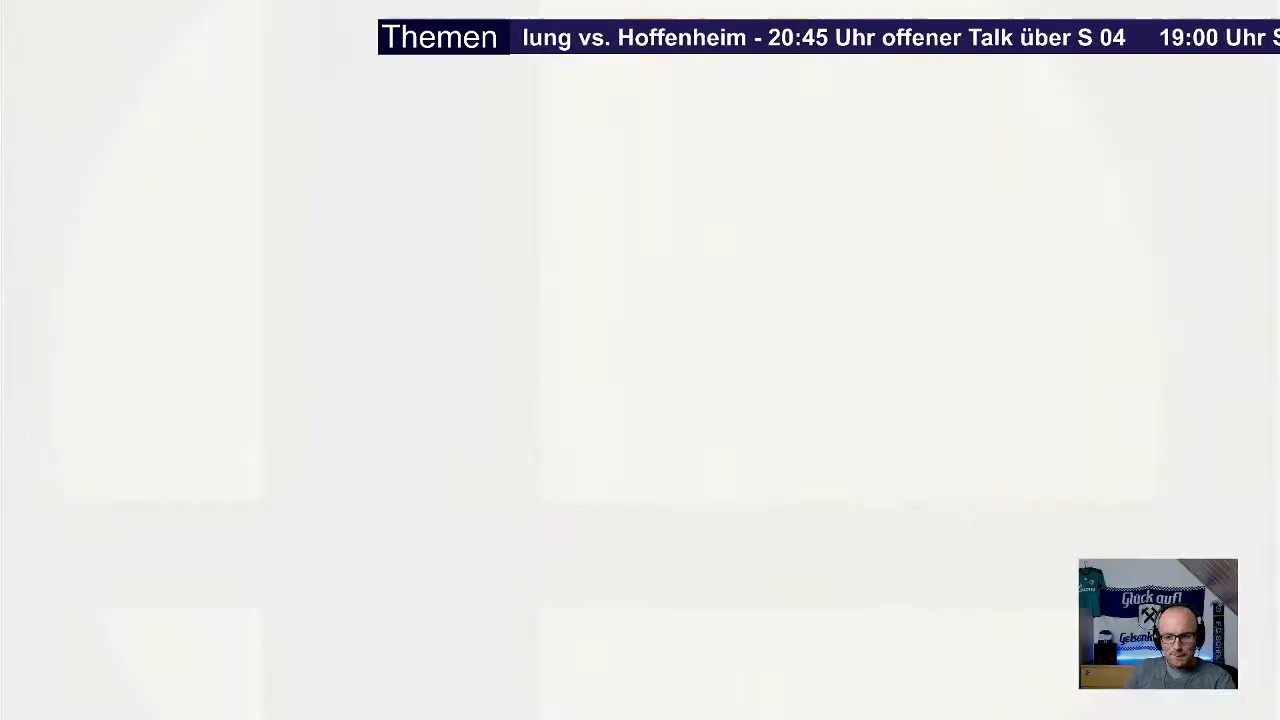 Themen lung vs. Hoffenheim - 20:45 Uhr offener Talk über S 04 19:00 Uhr S
Glück auf!